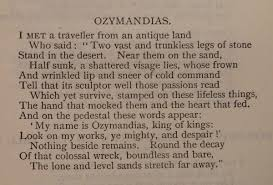 OZYMANDIAS.
I MET a traveller from an antique land
Who said: "Two vast and trunkless legs of stone
Stand in the desert. Near them on the sand,
Half sunk, a shatter'd visage lies, whose frown
And wrinkled lip and sneer of cold command
Tell that its sculptor well those passions read
Which yet survive, stamped on these lifeless things,
The hand that mocked them and the heart that fed.
And on the pedestal these words appear:
'My name is Ozymandias, king of kings:
Look on my works, ye mighty, and despair!'
Nothing beside remains. Round the decay
Of that colossal wreck, boundless and bare,
The lone and level sands stretch far away."